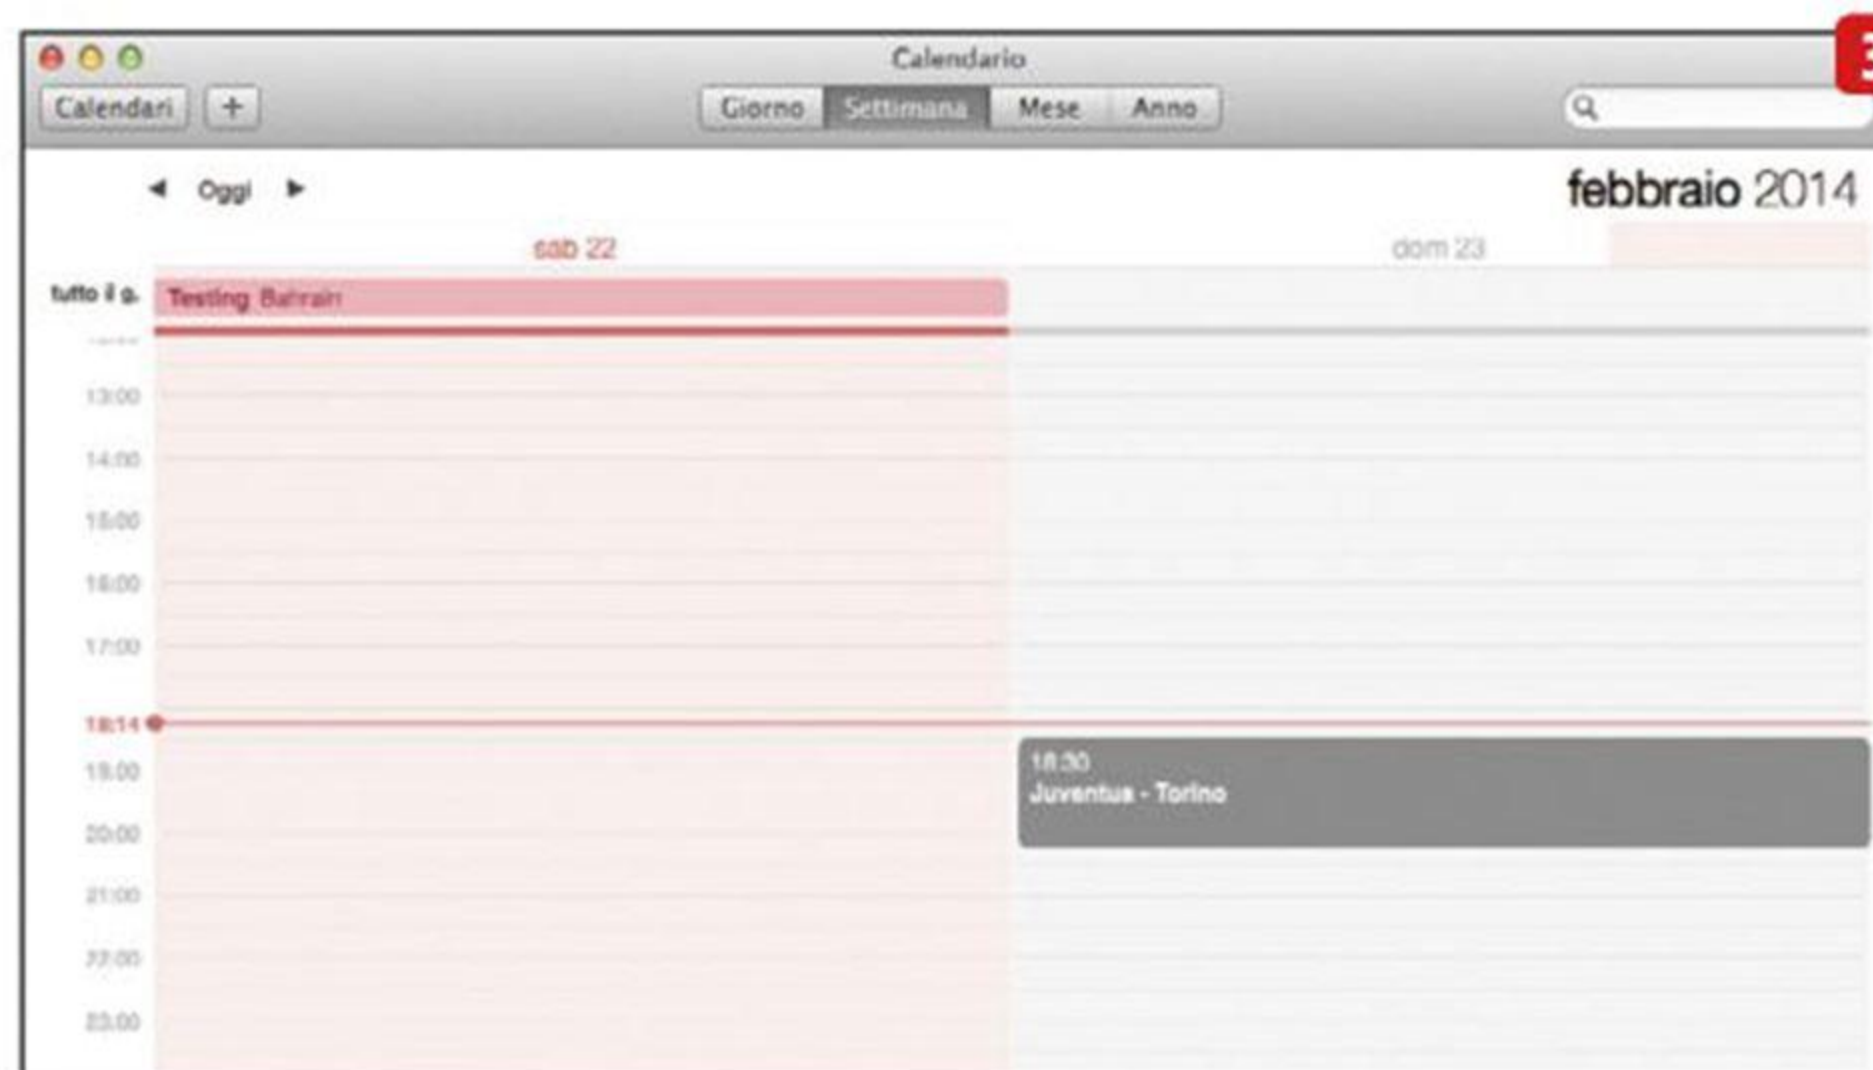 Calendario
3
Calendari + Giorno Settimana Mese Anno
Oggi
febbraio 2014
sab 22 dom 23
tutto il g. Testing Bahrain
13:00
14:00
15:00
16:00
17:00
18:14
18:30
19:00
Juventus - Torino
20:00
21:00
22:00
23:00